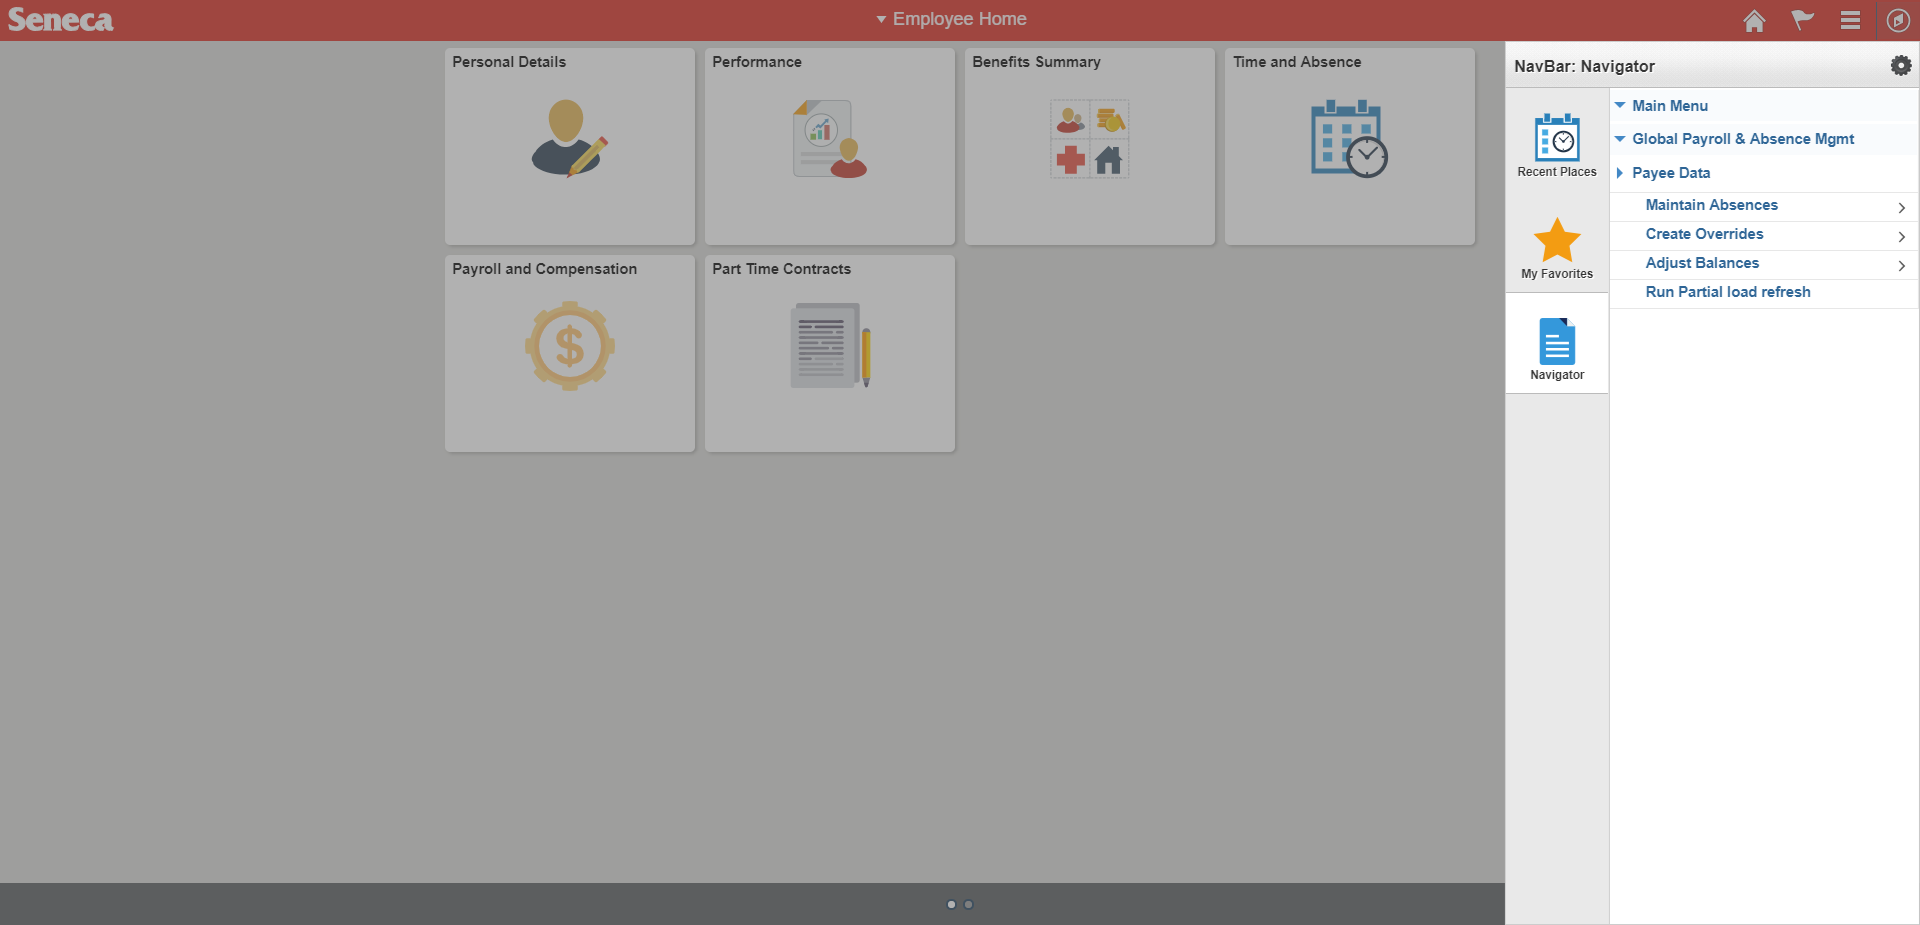 Seneca
Employee Home
Personal Details
Performance
Benefits Summary
Time and Absence
Payroll and Compensation
Part Time Contracts
NavBar: Navigator
Recent Places
My Favorites
Navigator
Main Menu
Global Payroll & Absence Mgmt
Payee Data
Maintain Absences
Create Overrides
Adjust Balances
Run Partial load refresh